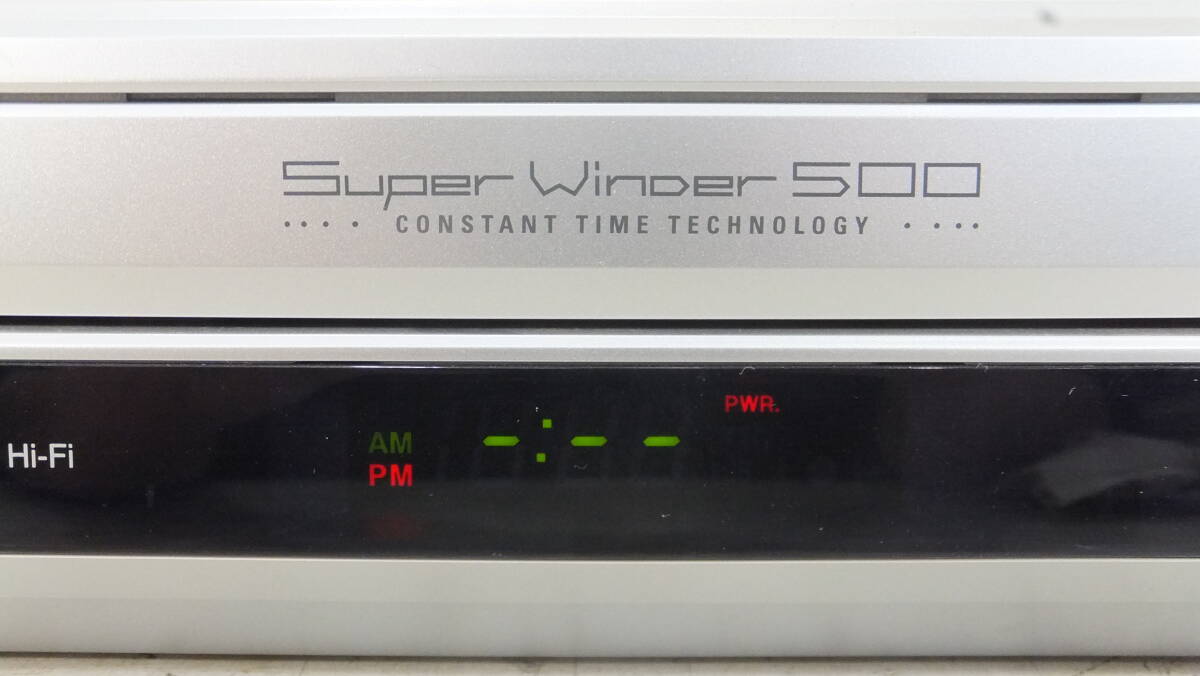 Super Winder 500
•••• CONSTANT TIME TECHNOLOGY ••••
PWR.
AM
-:--
Hi-Fi
PM